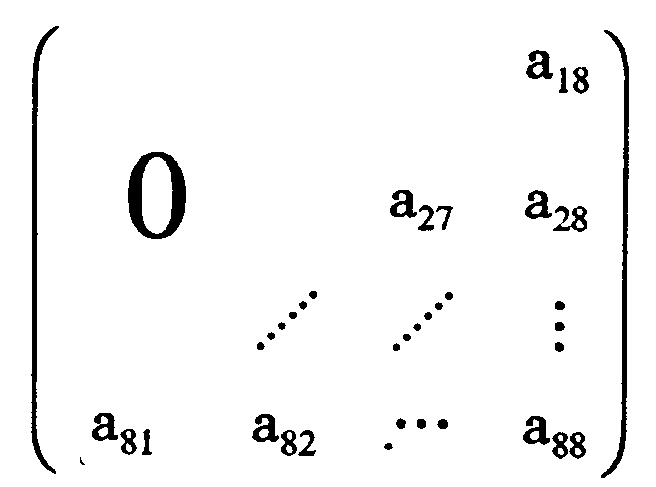 a₁₈
0 a₂₇ a₂₈
⋰ ⋰ ⋮
a₈₁ a₈₂ ⋯ a₈₈